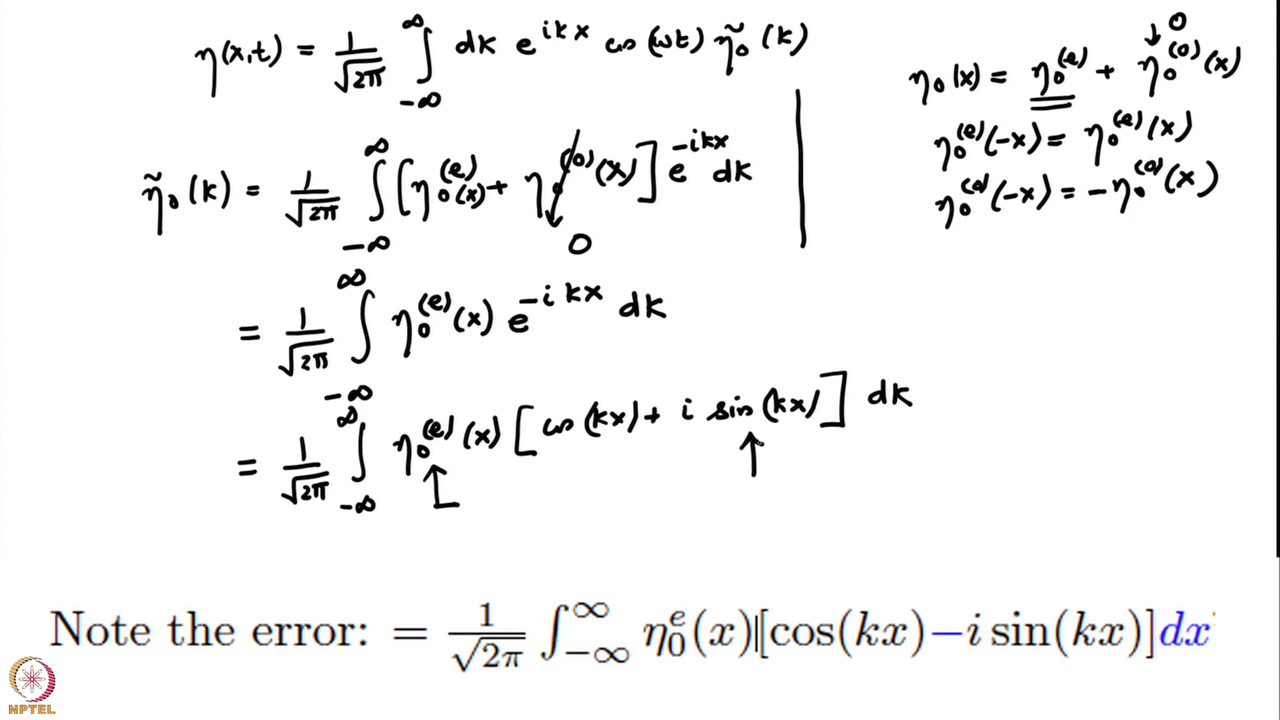 η(x,t) = 1/√2π ∫_{-∞}^{∞} dk e^{ikx} cos(ωt) η̃₀(k)
↓ 0
η₀(x) = η₀^{(e)} + η₀^{(o)}(x)
η₀^{(e)}(-x) = η₀^{(e)}(x)
η₀^{(o)}(-x) = -η₀^{(o)}(x)
η̃₀(k) = 1/√2π ∫_{-∞}^{∞} [η₀^{(e)}(x) + η^{(o)}(x)] e^{-ikx} dk
0
= 1/√2π ∫_{-∞}^{∞} η₀^{(e)}(x) e^{-ikx} dk
= 1/√2π ∫_{-∞}^{∞} η₀^{(e)}(x) [cos(kx) + i sin(kx)] dk
Note the error: = 1/√2π ∫_{-∞}^{∞} η₀^e(x)[cos(kx)−i sin(kx)]dx
NPTEL